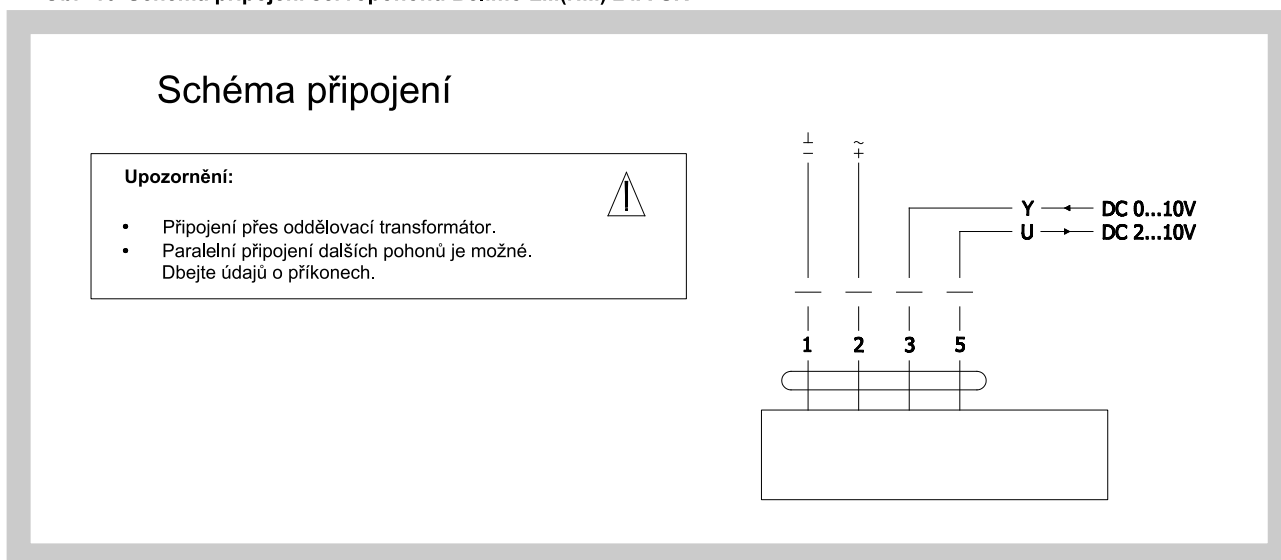 Schéma připojení
Upozornění:
• Připojení přes oddělovací transformátor.
• Paralelní připojení dalších pohonů je možné.
Dbejte údajů o příkonech.
⊥ ~
− +
Y DC 0...10V
U DC 2...10V
1 2 3 5